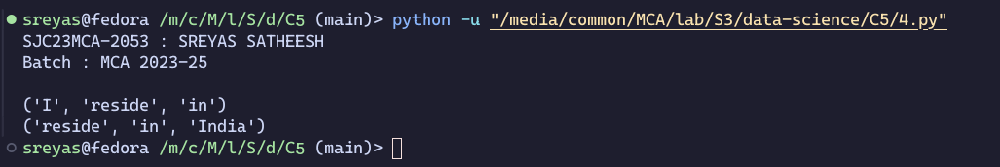 sreyas@fedora /m/c/M/l/S/d/C5 (main)> python -u "/media/common/MCA/lab/S3/data-science/C5/4.py"
SJC23MCA-2053 : SREYAS SATHEESH
Batch : MCA 2023-25
('I', 'reside', 'in')
('reside', 'in', 'India')
sreyas@fedora /m/c/M/l/S/d/C5 (main)>